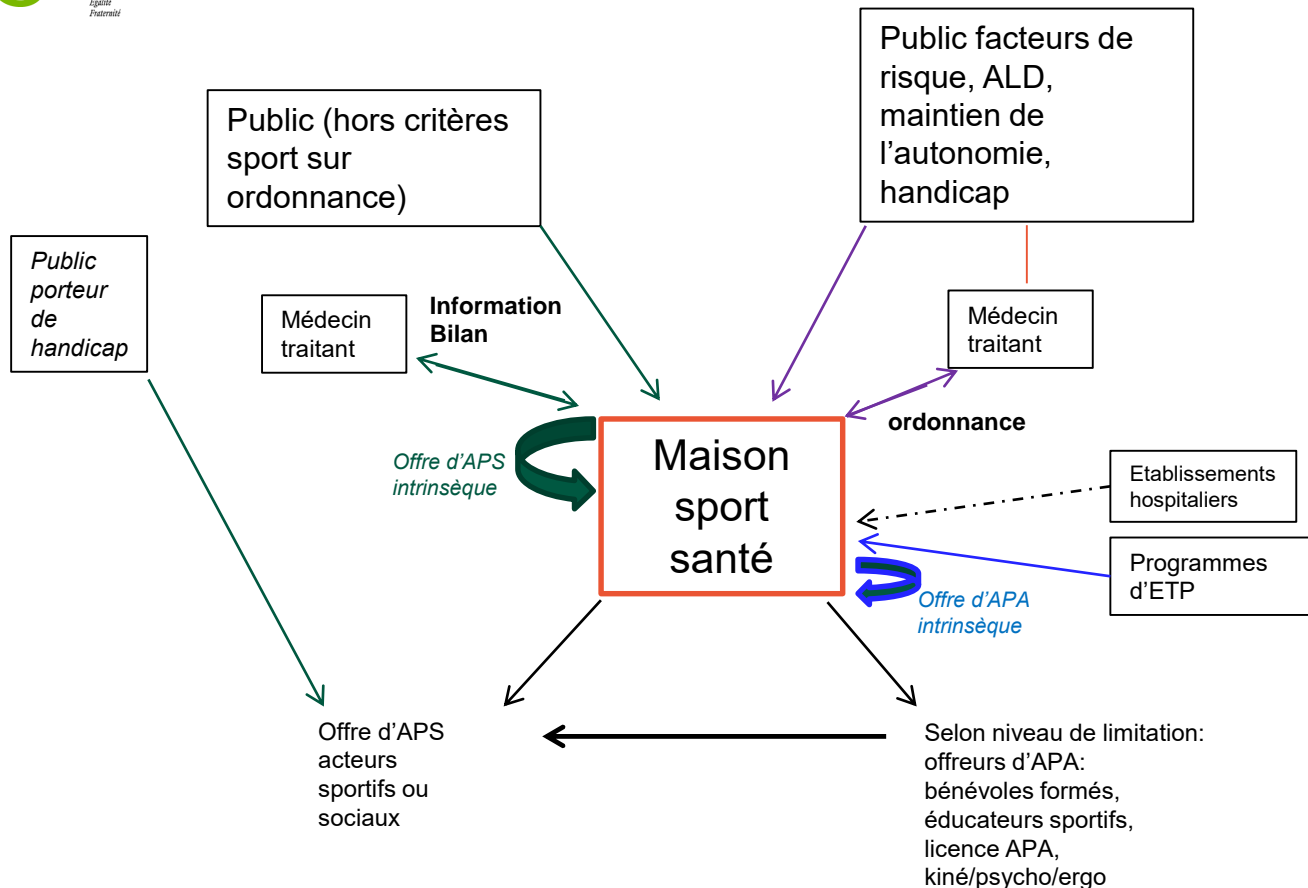 Égalité
Fraternité
Public facteurs de
risque, ALD,
maintien de
l'autonomie,
handicap
Public (hors critères
sport sur
ordonnance)
Public
porteur
de
handicap
Médecin
traitant
Information
Bilan
Médecin
traitant
ordonnance
Offre d'APS
intrinsèque
Maison
sport
santé
Etablissements
hospitaliers
Programmes
d'ETP
Offre d'APA
intrinsèque
Offre d'APS
acteurs
sportifs ou
sociaux
Selon niveau de limitation:
offreurs d'APA:
bénévoles formés,
éducateurs sportifs,
licence APA,
kiné/psycho/ergo